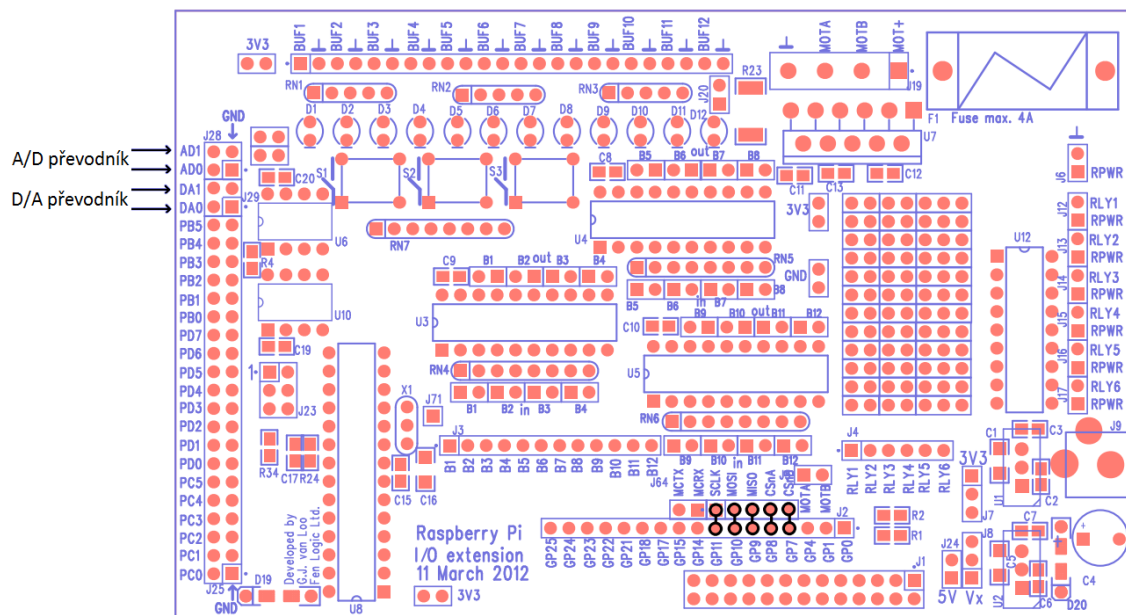 3V3
BUF1
BUF2
BUF3
BUF4
BUF5
BUF6
BUF7
BUF8
BUF9
BUF10
BUF11
BUF12
MOTA
MOTB
MOT+
J19
RN1
RN2
RN3
J20
R23
F1 Fuse max. 4A
U7
D1 D2 D3 D4 D5 D6 D7 D8 D9 D10 D11 D12
J28
GND
A/D převodník
D/A převodník
AD1
AD0
DA1
DA0
J29
PB5
PB4
PB3
PB2
PB1
PB0
PD7
PD6
PD5
PD4
PD3
PD2
PD1
PD0
PC5
PC4
PC3
PC2
PC1
PC0
J25
GND
C20
S1
S2
S3
U6
R4
U10
C19
1
J23
R34
C17 R24
RN7
C8
B5 B6 out B7 B8
U4
RN5
B5 B6 in B7 B8
C11 C13 C12
3V3
GND
C9
B1 B2 out B3 B4
U3
RN4
B1 B2 in B3 B4
C10
B9 B10 out B11 B12
U5
RN6
B9 B10 in B11 B12
X1
J71
C15 C16
J3
B1 B2 B3 B4 B5 B6 B7 B8 B9 B10 B11 B12
J64
MCTX
MCRX
SCLK
MOSI
MISO
CSnA
CSnB
MOTA
MOTB
J2
GP25 GP24 GP23 GP22 GP21 GP18 GP17 GP15 GP14 GP11 GP10 GP9 GP8 GP7 GP4 GP1 GP0
J4
RLY1 RLY2 RLY3 RLY4 RLY5 RLY6
R2
R1
J1
J6
RPWR
J12
RLY1
RPWR
J13
RLY2
RPWR
J14
RLY3
RPWR
J15
RLY4
RPWR
J16
RLY5
RPWR
J17
RLY6
RPWR
U12
J9
C1
C3
U1
C2
3V3
J7
C7
J24
J8
5V Vx
U2
C5
C6
C4
D20
D19
Developed by
G.J. van Loo
Fen Logic Ltd.
U8
Raspberry Pi
I/O extension
11 March 2012
3V3